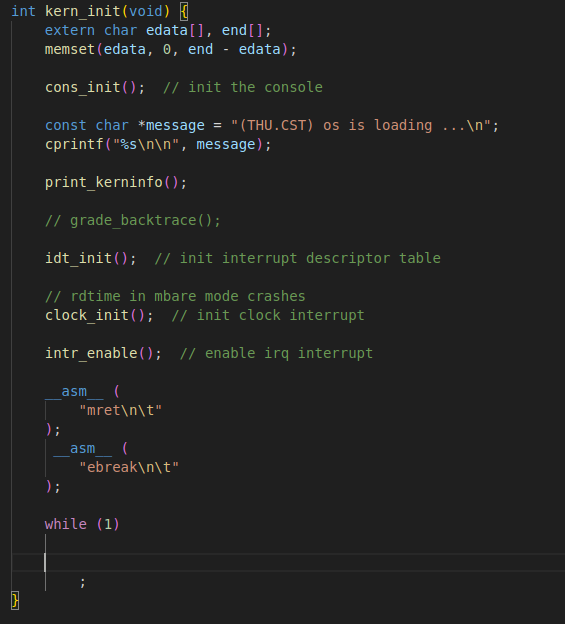 int kern_init(void) {
    extern char edata[], end[];
    memset(edata, 0, end - edata);
    cons_init();  // init the console
    const char *message = "(THU.CST) os is loading ...\n";
    cprintf("%s\n\n", message);
    print_kerninfo();
    // grade_backtrace();
    idt_init();  // init interrupt descriptor table
    // rdtime in mbare mode crashes
    clock_init();  // init clock interrupt
    intr_enable();  // enable irq interrupt
    __asm__ (
        "mret\n\t"
    );
     __asm__ (
        "ebreak\n\t"
    );
    while (1)
        ;
}